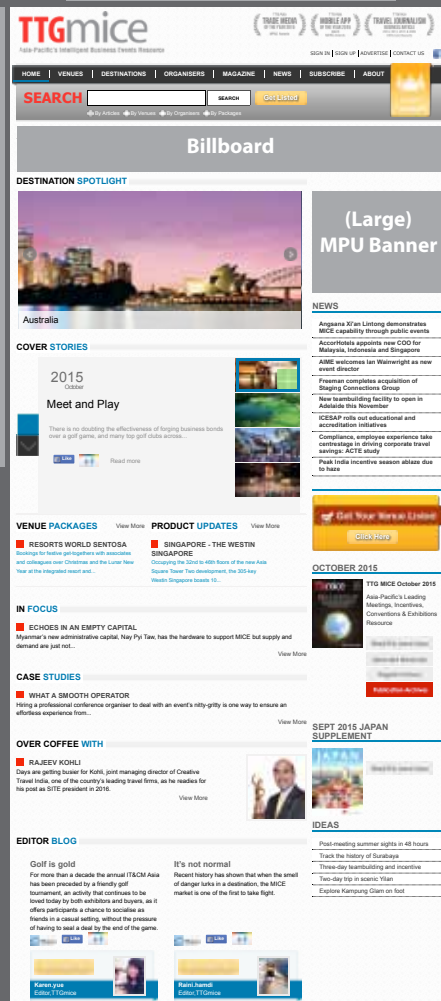 TTGmice
Asia-Pacific's Intelligent Business Events Resource
TRADE MEDIA
MOBILE APP
TRAVEL JOURNALISM
SIGN IN | SIGN UP | ADVERTISE | CONTACT US
HOME | VENUES | DESTINATIONS | ORGANISERS | MAGAZINE | NEWS | SUBSCRIBE | ABOUT
SEARCH
SEARCH
Get Listed
By Articles By Venues By Organisers By Packages
Billboard
DESTINATION SPOTLIGHT
Australia
COVER STORIES
2015
October
Meet and Play
There is no doubting the effectiveness of forging business bonds
over a golf game, and many top golf clubs across...
Like
Read more
VENUE PACKAGES View More
RESORTS WORLD SENTOSA
Bookings for festive get-togethers with associates
and colleagues over Christmas and the Lunar New
Year at the integrated resort and...
PRODUCT UPDATES View More
SINGAPORE - THE WESTIN
SINGAPORE
Occupying the 32nd to 46th floors of the new Asia
Square Tower Two development, the 305-key
Westin Singapore boasts 10...
IN FOCUS
ECHOES IN AN EMPTY CAPITAL
Myanmar's new administrative capital, Nay Pyi Taw, has the hardware to support MICE but supply and
demand are just not...
View More
CASE STUDIES
WHAT A SMOOTH OPERATOR
Hiring a professional conference organiser to deal with an event's nitty-gritty is one way to ensure an
effortless experience from...
View More
OVER COFFEE WITH
RAJEEV KOHLI
Days are getting busier for Kohli, joint managing director of Creative
Travel India, one of the country's leading travel firms, as he readies for
his post as SITE president in 2016.
View More
EDITOR BLOG
Golf is gold
For more than a decade the annual IT&CM Asia
has been preceded by a friendly golf
tournament, an activity that continues to be
loved today by both exhibitors and buyers, as it
offers participants a chance to socialise as
friends in a casual setting, without the pressure
of having to seal a deal by the end of the game.
Like
Karen.yue
Editor,TTGmice
It's not normal
Recent history has shown that when the smell
of danger lurks in a destination, the MICE
market is one of the first to take flight.
Like
Raini.hamdi
Editor,TTGmice
(Large)
MPU Banner
NEWS
Angsana Xi'an Lintong demonstrates
MICE capability through public events
AccorHotels appoints new COO for
Malaysia, Indonesia and Singapore
AIME welcomes Ian Wainwright as new
event director
Freeman completes acquisition of
Staging Connections Group
New teambuilding facility to open in
Adelaide this November
ICESAP rolls out educational and
accreditation initiatives
Compliance, employee experience take
centrestage in driving corporate travel
savings: ACTE study
Peak India incentive season ablaze due
to haze
Get Your Venue Listed
Click Here
OCTOBER 2015
TTG MICE October 2015
Asia-Pacific's Leading
Meetings, Incentives,
Conventions & Exhibitions
Resource
Publication Archives
SEPT 2015 JAPAN
SUPPLEMENT
JAPAN
IDEAS
Post-meeting summer sights in 48 hours
Track the history of Surabaya
Three-day teambuilding and incentive
Two-day trip in scenic Yilan
Explore Kampung Glam on foot